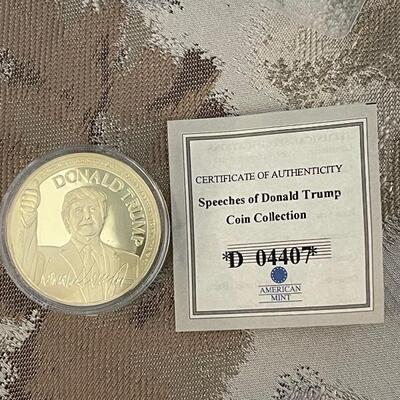 DONALD TRUMP
CERTIFICATE OF AUTHENTICITY
Speeches of Donald Trump
Coin Collection
*D 04407*
AMERICAN
MINT